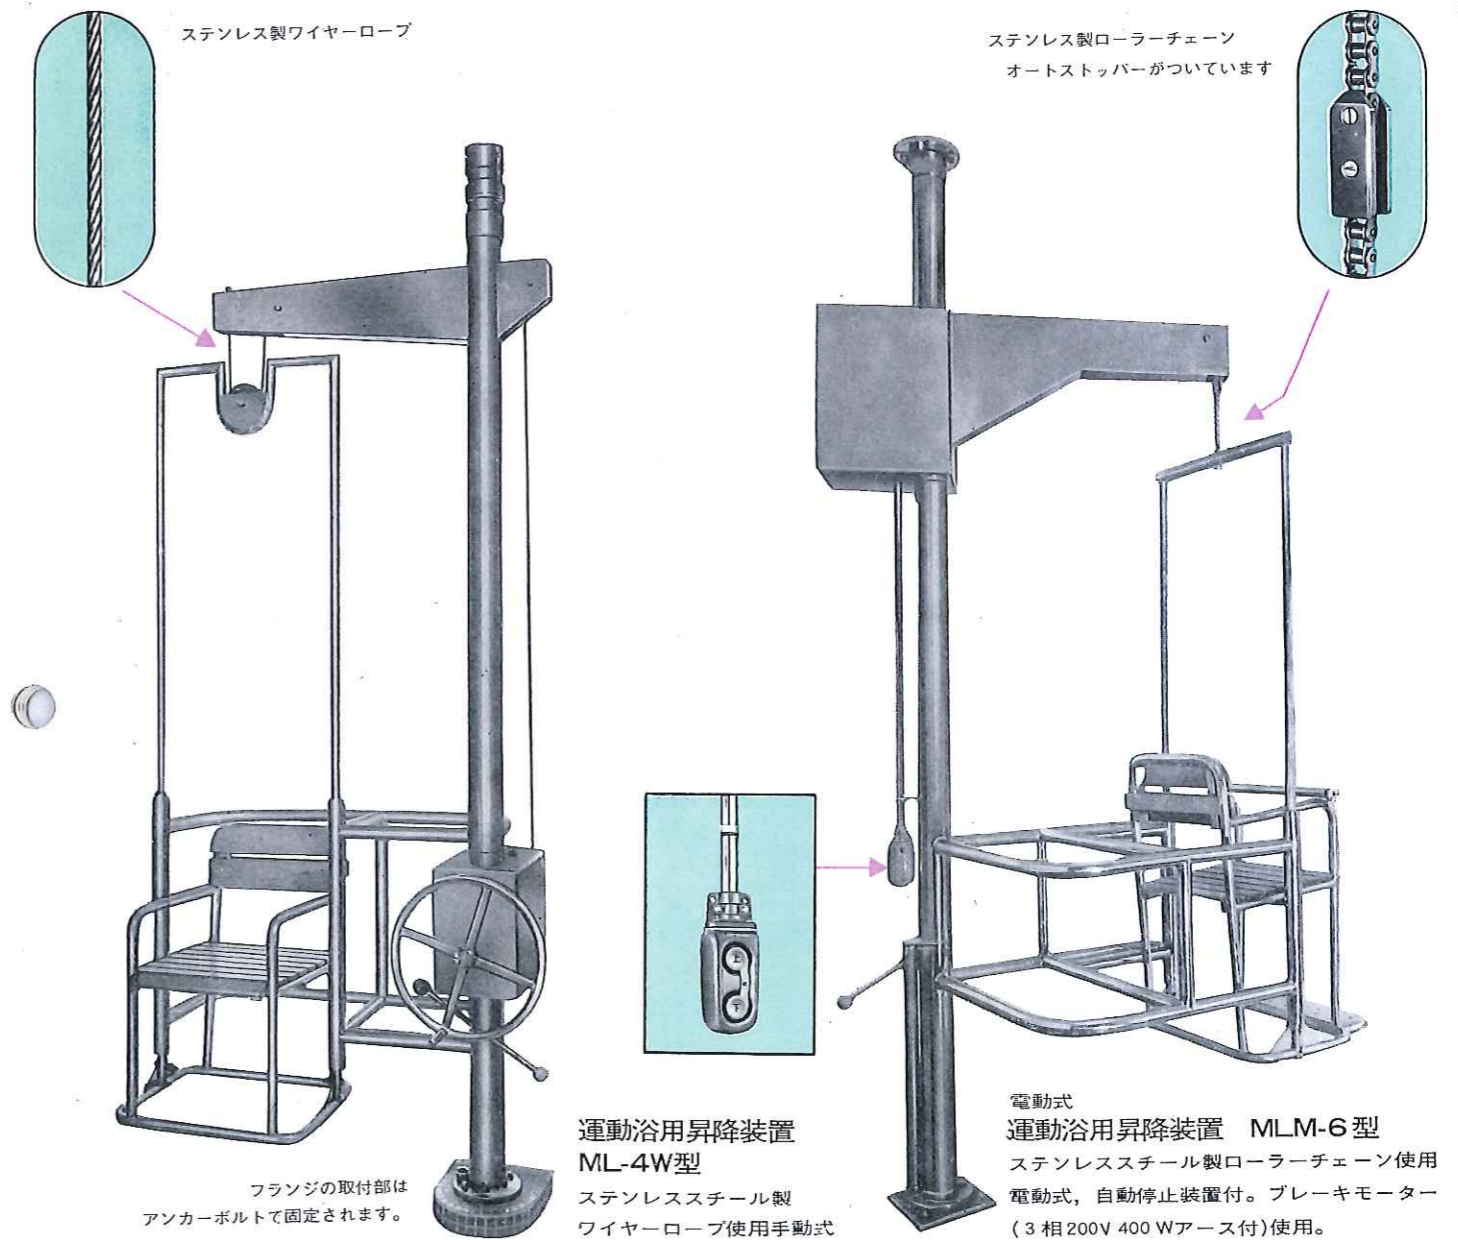 ステンレス製ワイヤーロープ
ステンレス製ローラーチェーン
オートストッパーがついています
フランジの取付部は
アンカーボルトで固定されます。
運動浴用昇降装置
ML-4W型
ステンレススチール製
ワイヤーロープ使用手動式
電動式
運動浴用昇降装置 MLM-6型
ステンレススチール製ローラーチェーン使用
電動式，自動停止装置付。ブレーキモーター
(3相200V 400Wアース付)使用。